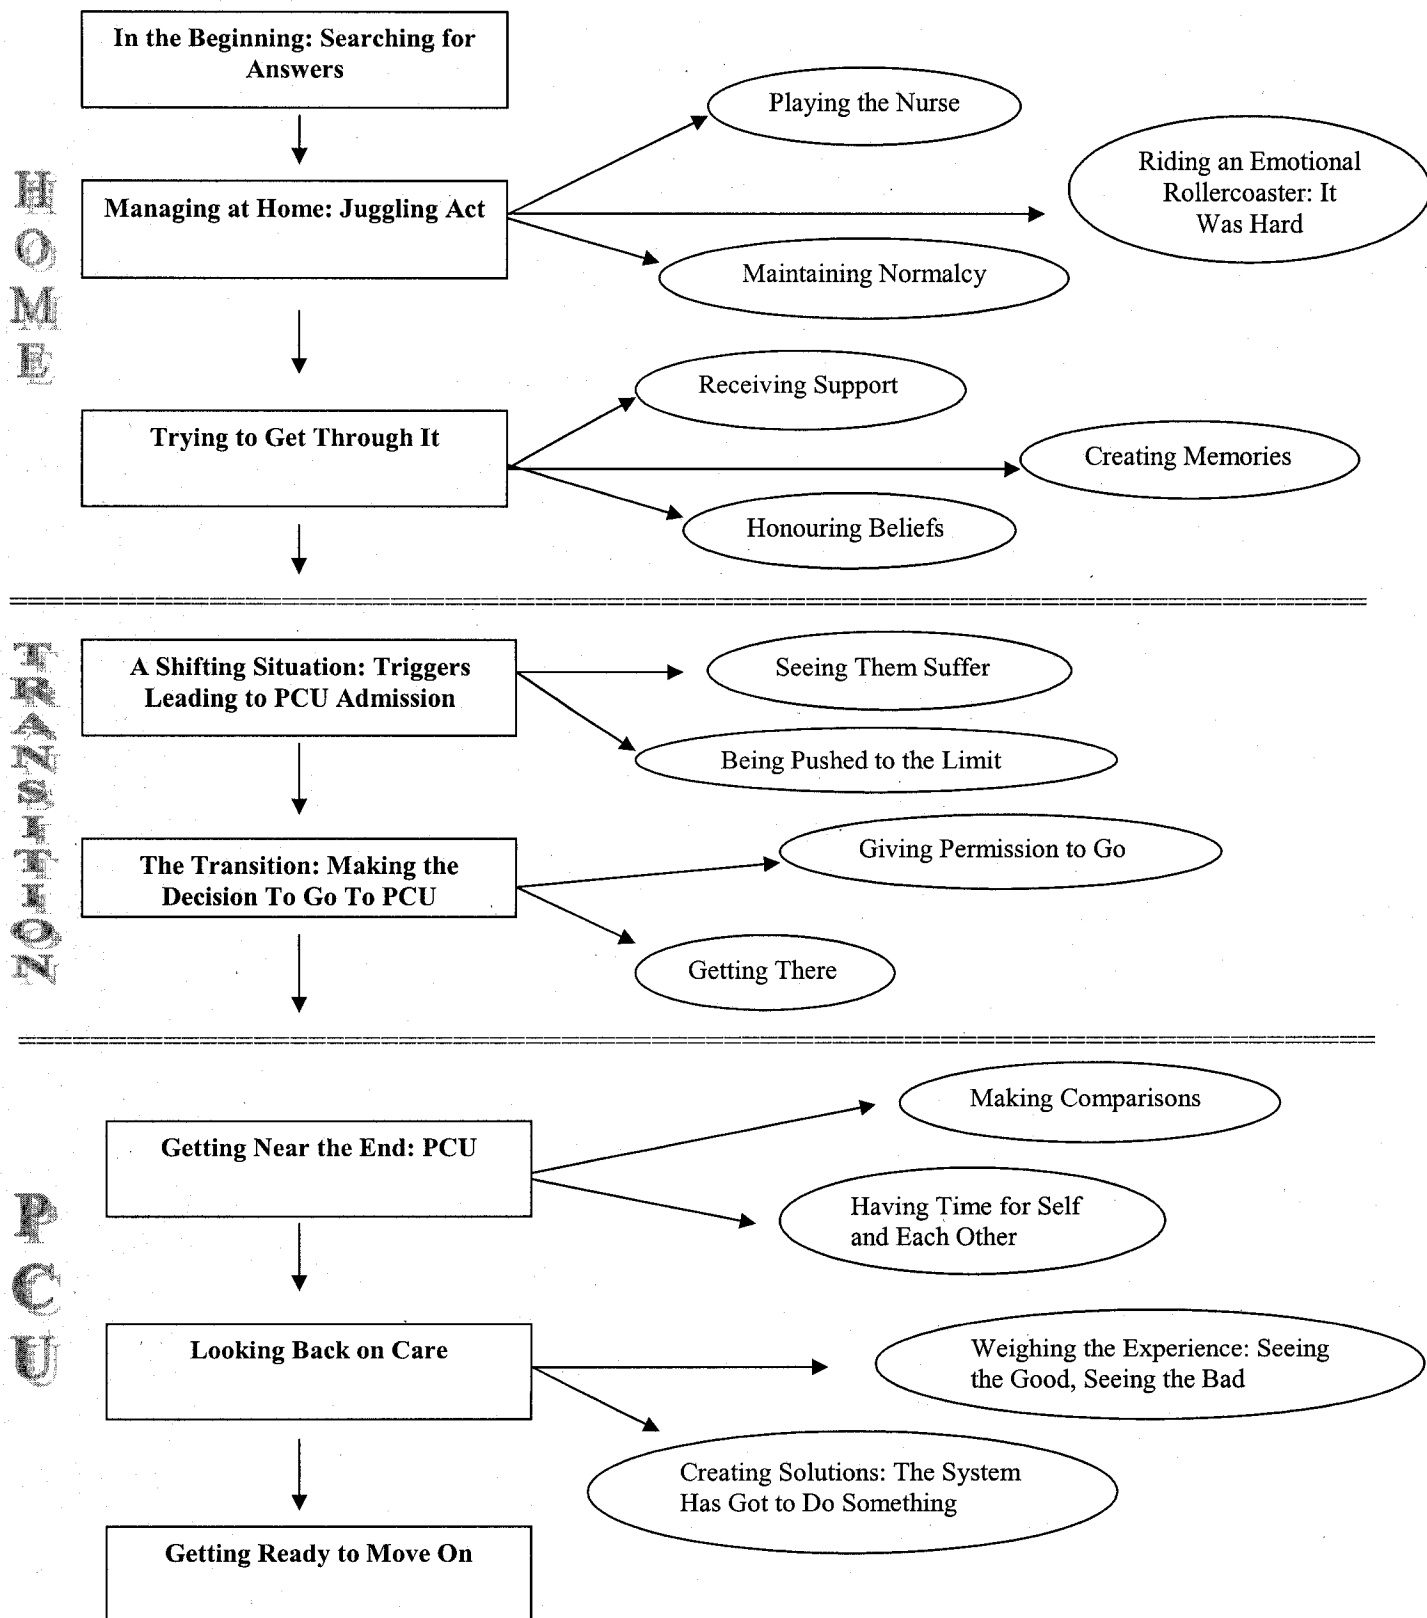 In the Beginning: Searching for
Answers
Playing the Nurse
Riding an Emotional
Rollercoaster: It
Was Hard
HOME
Managing at Home: Juggling Act
Maintaining Normalcy
Receiving Support
Trying to Get Through It
Creating Memories
Honouring Beliefs
TRANSITION
A Shifting Situation: Triggers
Leading to PCU Admission
Seeing Them Suffer
Being Pushed to the Limit
The Transition: Making the
Decision To Go To PCU
Giving Permission to Go
Getting There
PCU
Making Comparisons
Getting Near the End: PCU
Having Time for Self
and Each Other
Looking Back on Care
Weighing the Experience: Seeing
the Good, Seeing the Bad
Creating Solutions: The System
Has Got to Do Something
Getting Ready to Move On